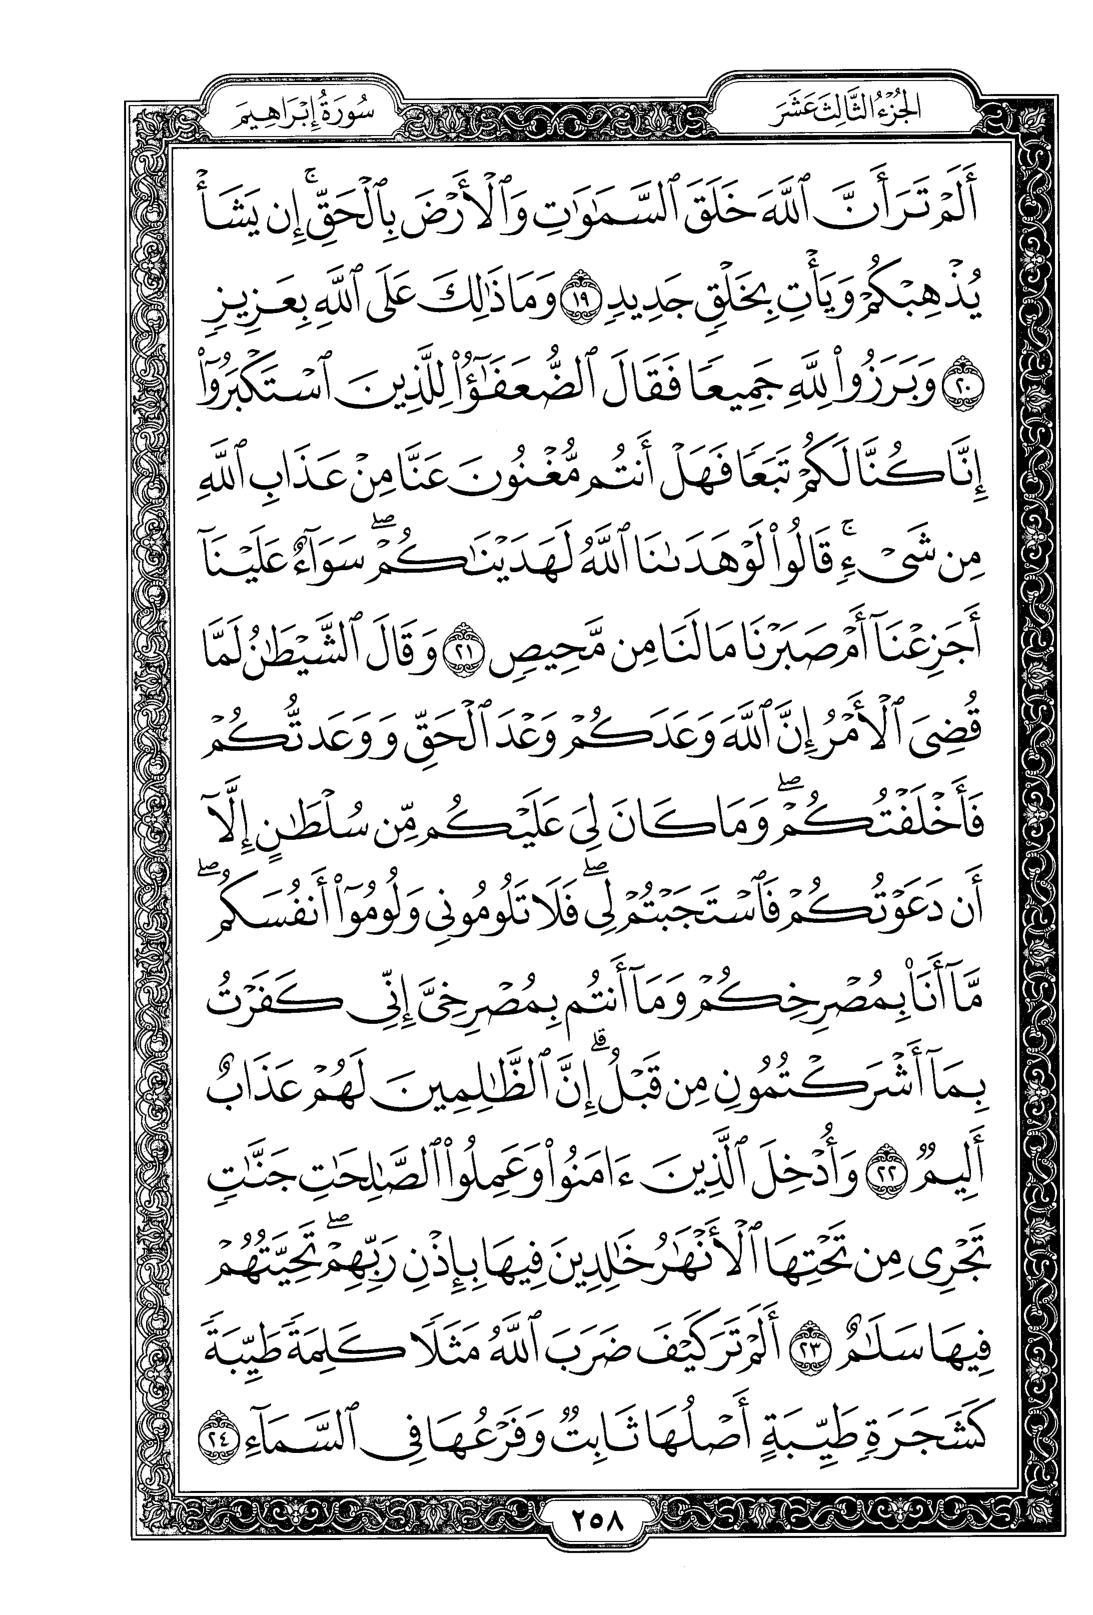 الجُزْءُ الثَّالِثَ عَشَرَ
سُورَةُ إِبْرَاهِيم
أَلَمْ تَرَ أَنَّ ٱللَّهَ خَلَقَ ٱلسَّمَٰوَٰتِ وَٱلْأَرْضَ بِٱلْحَقِّ ۚ إِن يَشَأْ
يُذْهِبْكُمْ وَيَأْتِ بِخَلْقٍ جَدِيدٍ ١٩ وَمَا ذَٰلِكَ عَلَى ٱللَّهِ بِعَزِيزٍ
٢٠ وَبَرَزُوا۟ لِلَّهِ جَمِيعًا فَقَالَ ٱلضُّعَفَٰٓؤُا۟ لِلَّذِينَ ٱسْتَكْبَرُوٓا۟
إِنَّا كُنَّا لَكُمْ تَبَعًا فَهَلْ أَنتُم مُّغْنُونَ عَنَّا مِنْ عَذَابِ ٱللَّهِ
مِن شَىْءٍ ۚ قَالُوا۟ لَوْ هَدَىٰنَا ٱللَّهُ لَهَدَيْنَٰكُمْ ۖ سَوَآءٌ عَلَيْنَآ
أَجَزِعْنَآ أَمْ صَبَرْنَا مَا لَنَا مِن مَّحِيصٍ ٢١ وَقَالَ ٱلشَّيْطَٰنُ لَمَّا
قُضِىَ ٱلْأَمْرُ إِنَّ ٱللَّهَ وَعَدَكُمْ وَعْدَ ٱلْحَقِّ وَوَعَدتُّكُمْ
فَأَخْلَفْتُكُمْ ۖ وَمَا كَانَ لِىَ عَلَيْكُم مِّن سُلْطَٰنٍ إِلَّآ
أَن دَعَوْتُكُمْ فَٱسْتَجَبْتُمْ لِى ۖ فَلَا تَلُومُونِى وَلُومُوٓا۟ أَنفُسَكُم ۖ
مَّآ أَنَا۠ بِمُصْرِخِكُمْ وَمَآ أَنتُم بِمُصْرِخِىَّ إِنِّى كَفَرْتُ
بِمَآ أَشْرَكْتُمُونِ مِن قَبْلُ ۗ إِنَّ ٱلظَّٰلِمِينَ لَهُمْ عَذَابٌ
أَلِيمٌ ٢٢ وَأُدْخِلَ ٱلَّذِينَ ءَامَنُوا۟ وَعَمِلُوا۟ ٱلصَّٰلِحَٰتِ جَنَّٰتٍ
تَجْرِى مِن تَحْتِهَا ٱلْأَنْهَٰرُ خَٰلِدِينَ فِيهَا بِإِذْنِ رَبِّهِمْ ۖ تَحِيَّتُهُمْ
فِيهَا سَلَٰمٌ ٢٣ أَلَمْ تَرَ كَيْفَ ضَرَبَ ٱللَّهُ مَثَلًا كَلِمَةً طَيِّبَةً
كَشَجَرَةٍ طَيِّبَةٍ أَصْلُهَا ثَابِتٌ وَفَرْعُهَا فِى ٱلسَّمَآءِ ٢٤
٢٥٨